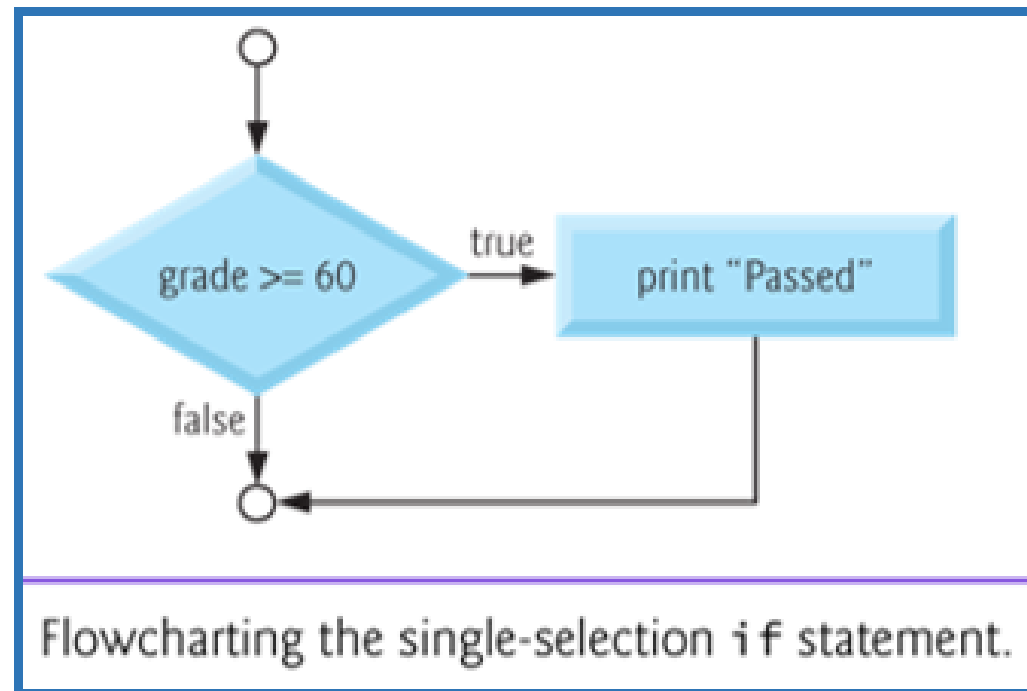 true
grade >= 60
print "Passed"
false
Flowcharting the single-selection if statement.